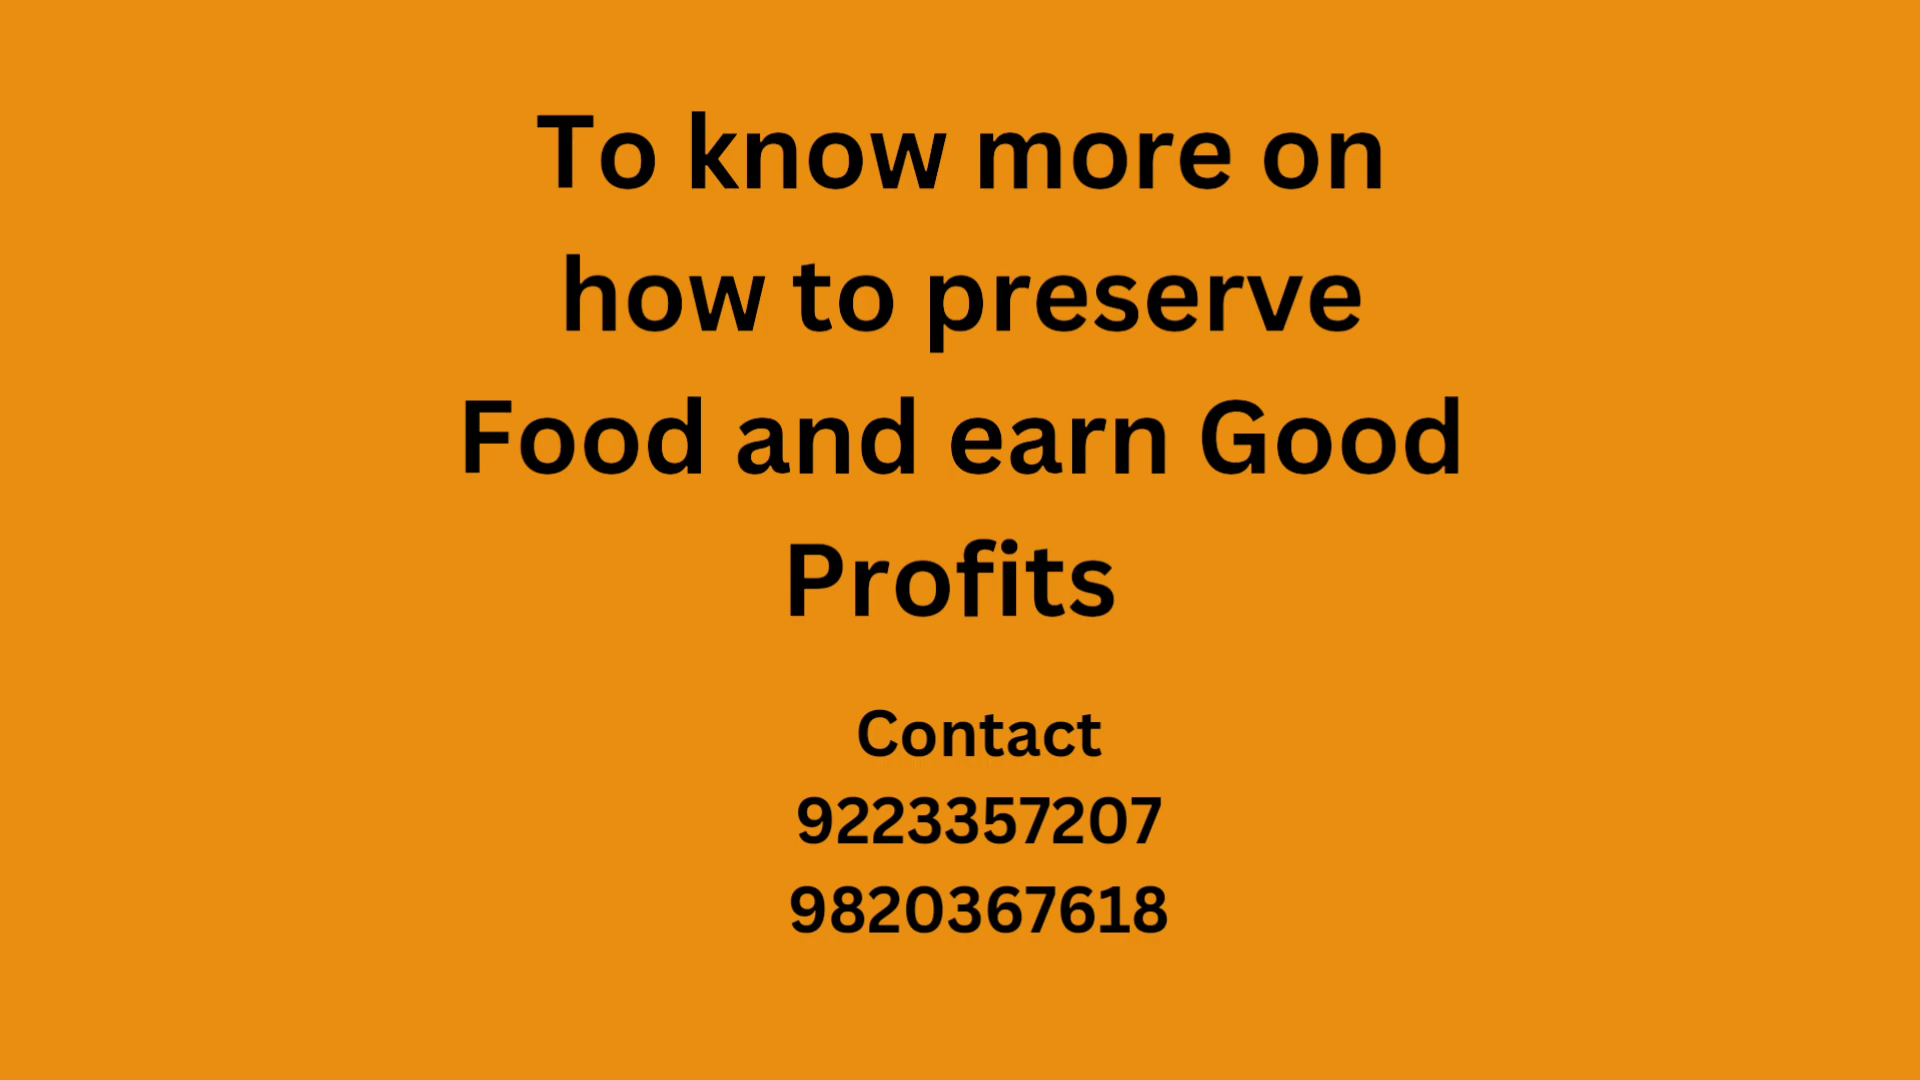 To know more on
how to preserve
Food and earn Good
Profits
Contact
9223357207
9820367618